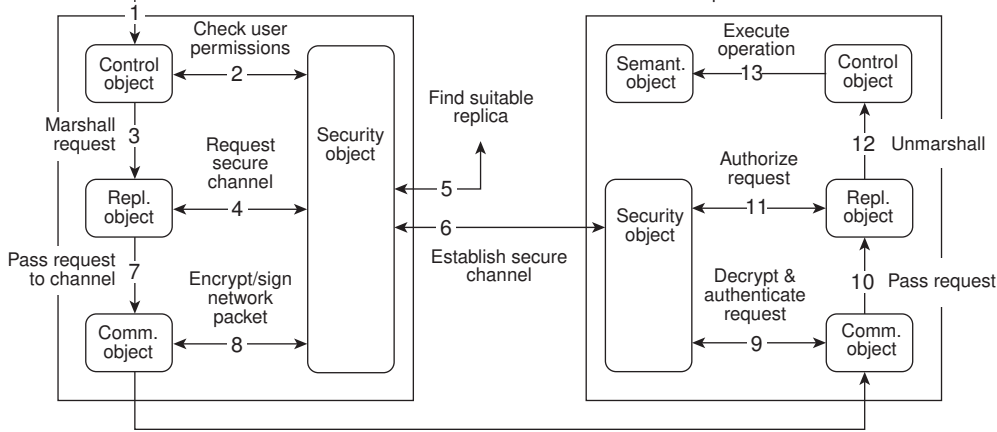 1
Check user
permissions
Control
object
2
Marshall
request
3
Request
secure
channel
Security
object
Find suitable
replica
Repl.
object
4
5
6
Establish secure
channel
Pass request
to channel
7
Encrypt/sign
network
packet
Comm.
object
8
Execute
operation
Semant.
object
13
Control
object
12
Unmarshall
Authorize
request
Security
object
11
Repl.
object
Decrypt &
authenticate
request
10
Pass request
9
Comm.
object